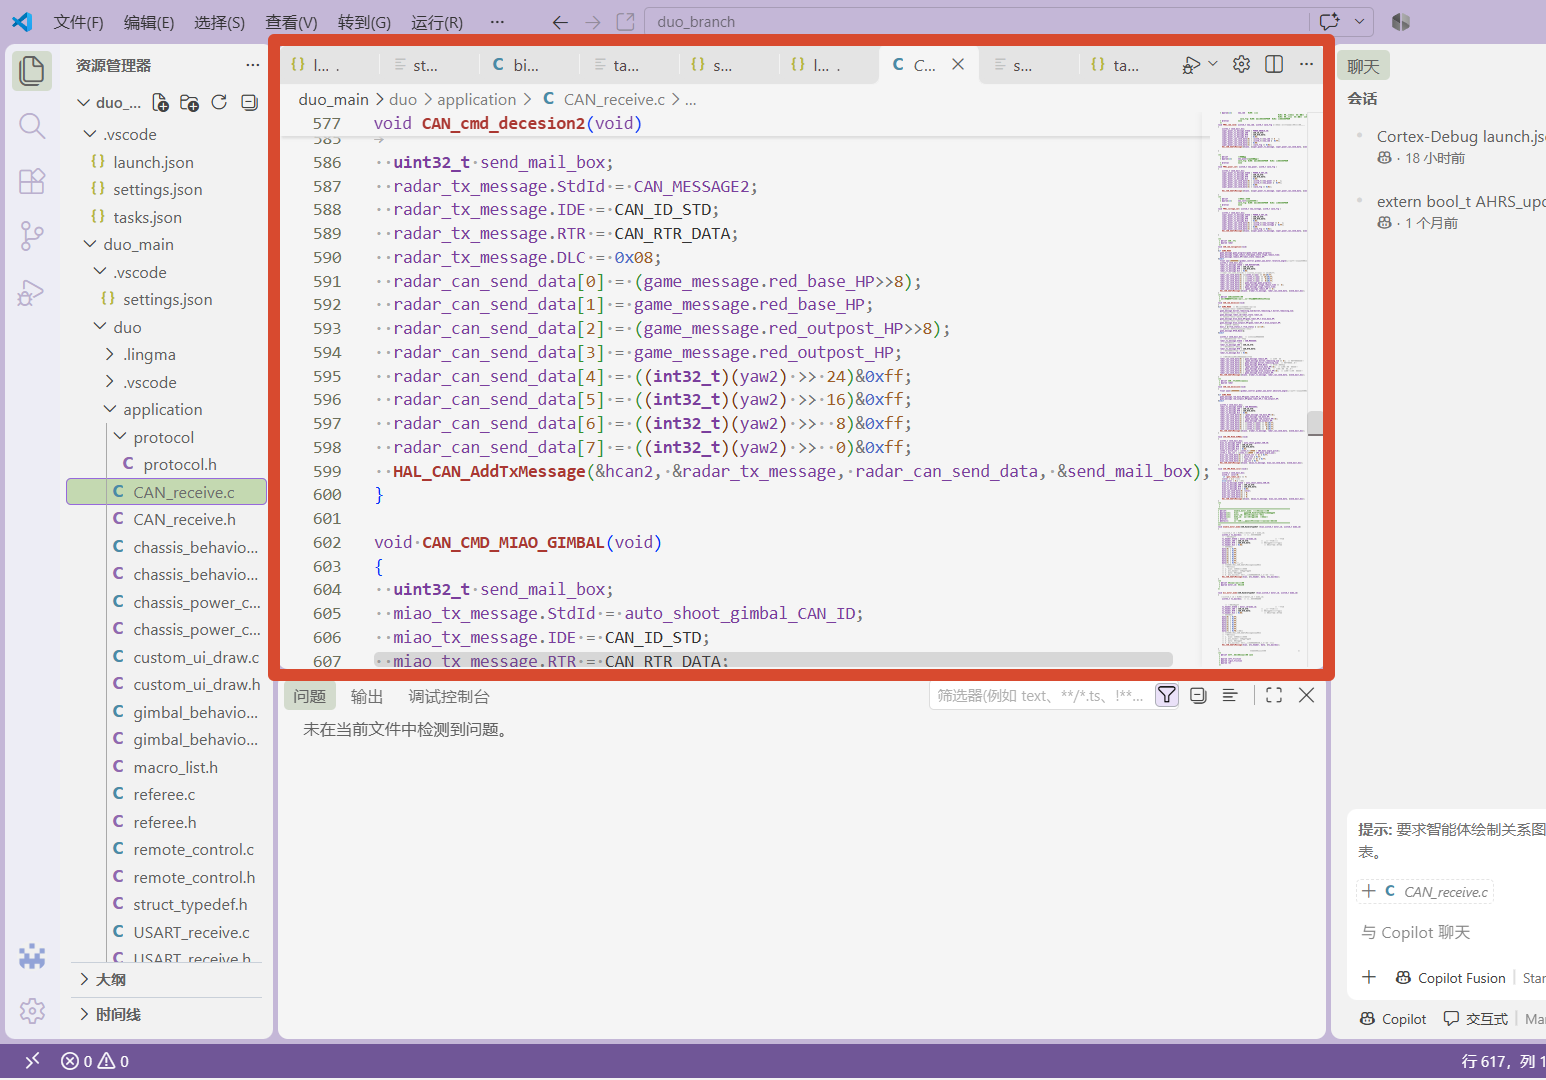 文件(F) 编辑(E) 选择(S) 查看(V) 转到(G) 运行(R) ··· duo_branch
资源管理器 ···
duo_...
.vscode
launch.json
settings.json
tasks.json
duo_main
.vscode
settings.json
duo
.lingma
.vscode
application
protocol
protocol.h
CAN_receive.c
CAN_receive.h
chassis_behavio...
chassis_behavio...
chassis_power_c...
chassis_power_c...
custom_ui_draw.c
custom_ui_draw.h
gimbal_behavio...
gimbal_behavio...
macro_list.h
referee.c
referee.h
remote_control.c
remote_control.h
struct_typedef.h
USART_receive.c
USART_receive.h
大纲
时间线
{} l... . st... C bi... ta... {} s... {} l... . C C... s... {} ta...
duo_main > duo > application > C CAN_receive.c > ...
577 void CAN_cmd_decesion2(void)
585
586 uint32_t send_mail_box;
587 radar_tx_message.StdId = CAN_MESSAGE2;
588 radar_tx_message.IDE = CAN_ID_STD;
589 radar_tx_message.RTR = CAN_RTR_DATA;
590 radar_tx_message.DLC = 0x08;
591 radar_can_send_data[0] = (game_message.red_base_HP>>8);
592 radar_can_send_data[1] = game_message.red_base_HP;
593 radar_can_send_data[2] = (game_message.red_outpost_HP>>8);
594 radar_can_send_data[3] = game_message.red_outpost_HP;
595 radar_can_send_data[4] = ((int32_t)(yaw2) >> 24)&0xff;
596 radar_can_send_data[5] = ((int32_t)(yaw2) >> 16)&0xff;
597 radar_can_send_data[6] = ((int32_t)(yaw2) >> 8)&0xff;
598 radar_can_send_data[7] = ((int32_t)(yaw2) >> 0)&0xff;
599 HAL_CAN_AddTxMessage(&hcan2, &radar_tx_message, radar_can_send_data, &send_mail_box);
600 }
601
602 void CAN_CMD_MIAO_GIMBAL(void)
603 {
604 uint32_t send_mail_box;
605 miao_tx_message.StdId = auto_shoot_gimbal_CAN_ID;
606 miao_tx_message.IDE = CAN_ID_STD;
607 miao_tx_message.RTR = CAN_RTR_DATA;
问题 输出 调试控制台 筛选器(例如 text、**/*.ts、!**...
未在当前文件中检测到问题。
聊天
会话
Cortex-Debug launch.js
· 18 小时前
extern bool_t AHRS_up
· 1 个月前
提示: 要求智能体绘制关系图
表。
C CAN_receive.c
与 Copilot 聊天
Copilot Fusion Star
Copilot 交互式 Ma
0 0 行 617，列 1